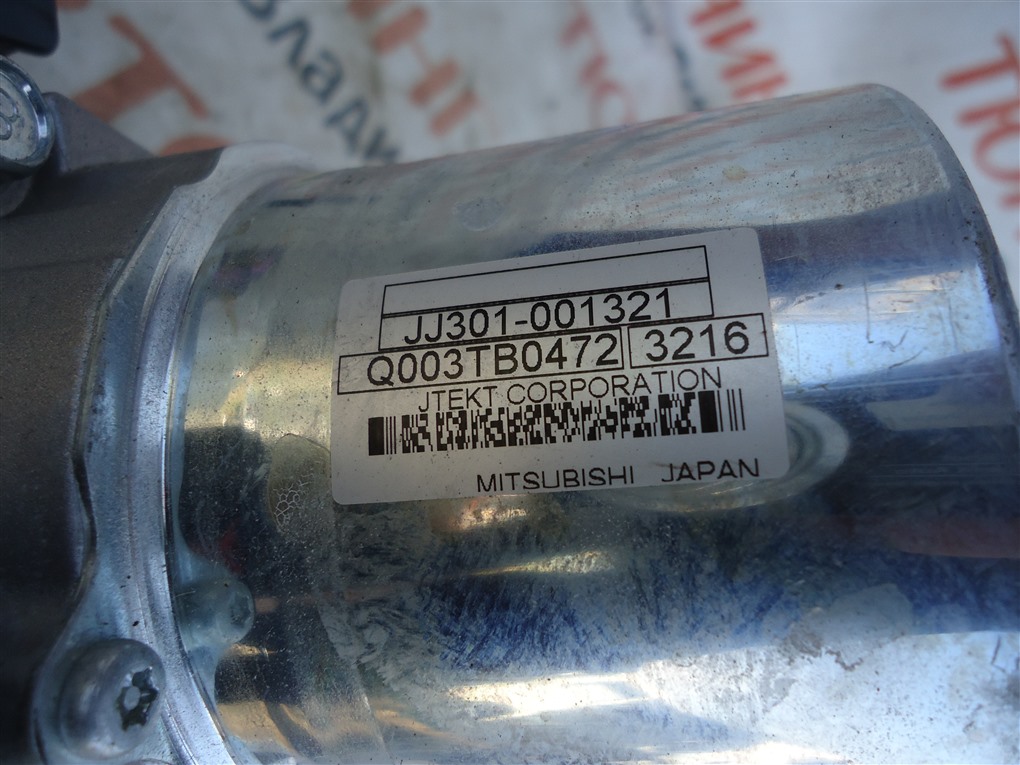 JJ301-001321
Q003TB0472 3216
JTEKT CORPORATION
MITSUBISHI JAPAN